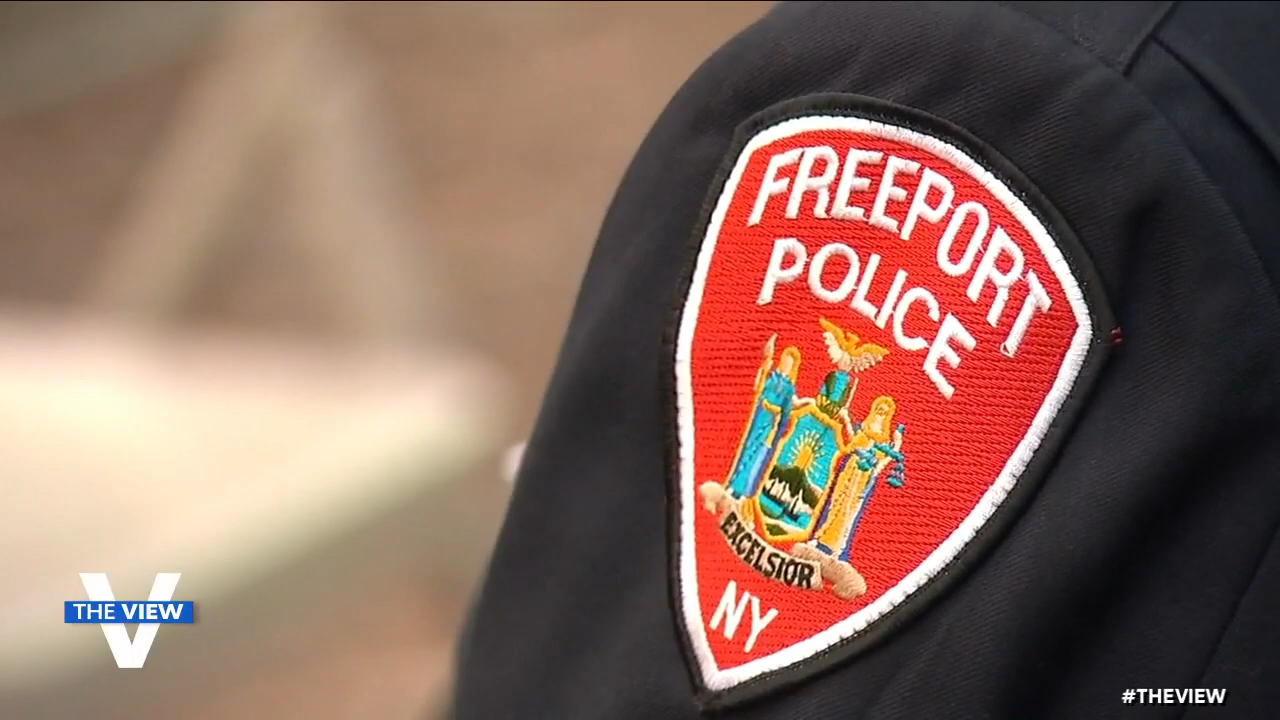 FREEPORT
POLICE
EXCELSIOR
NY
THE VIEW
V
#THEVIEW